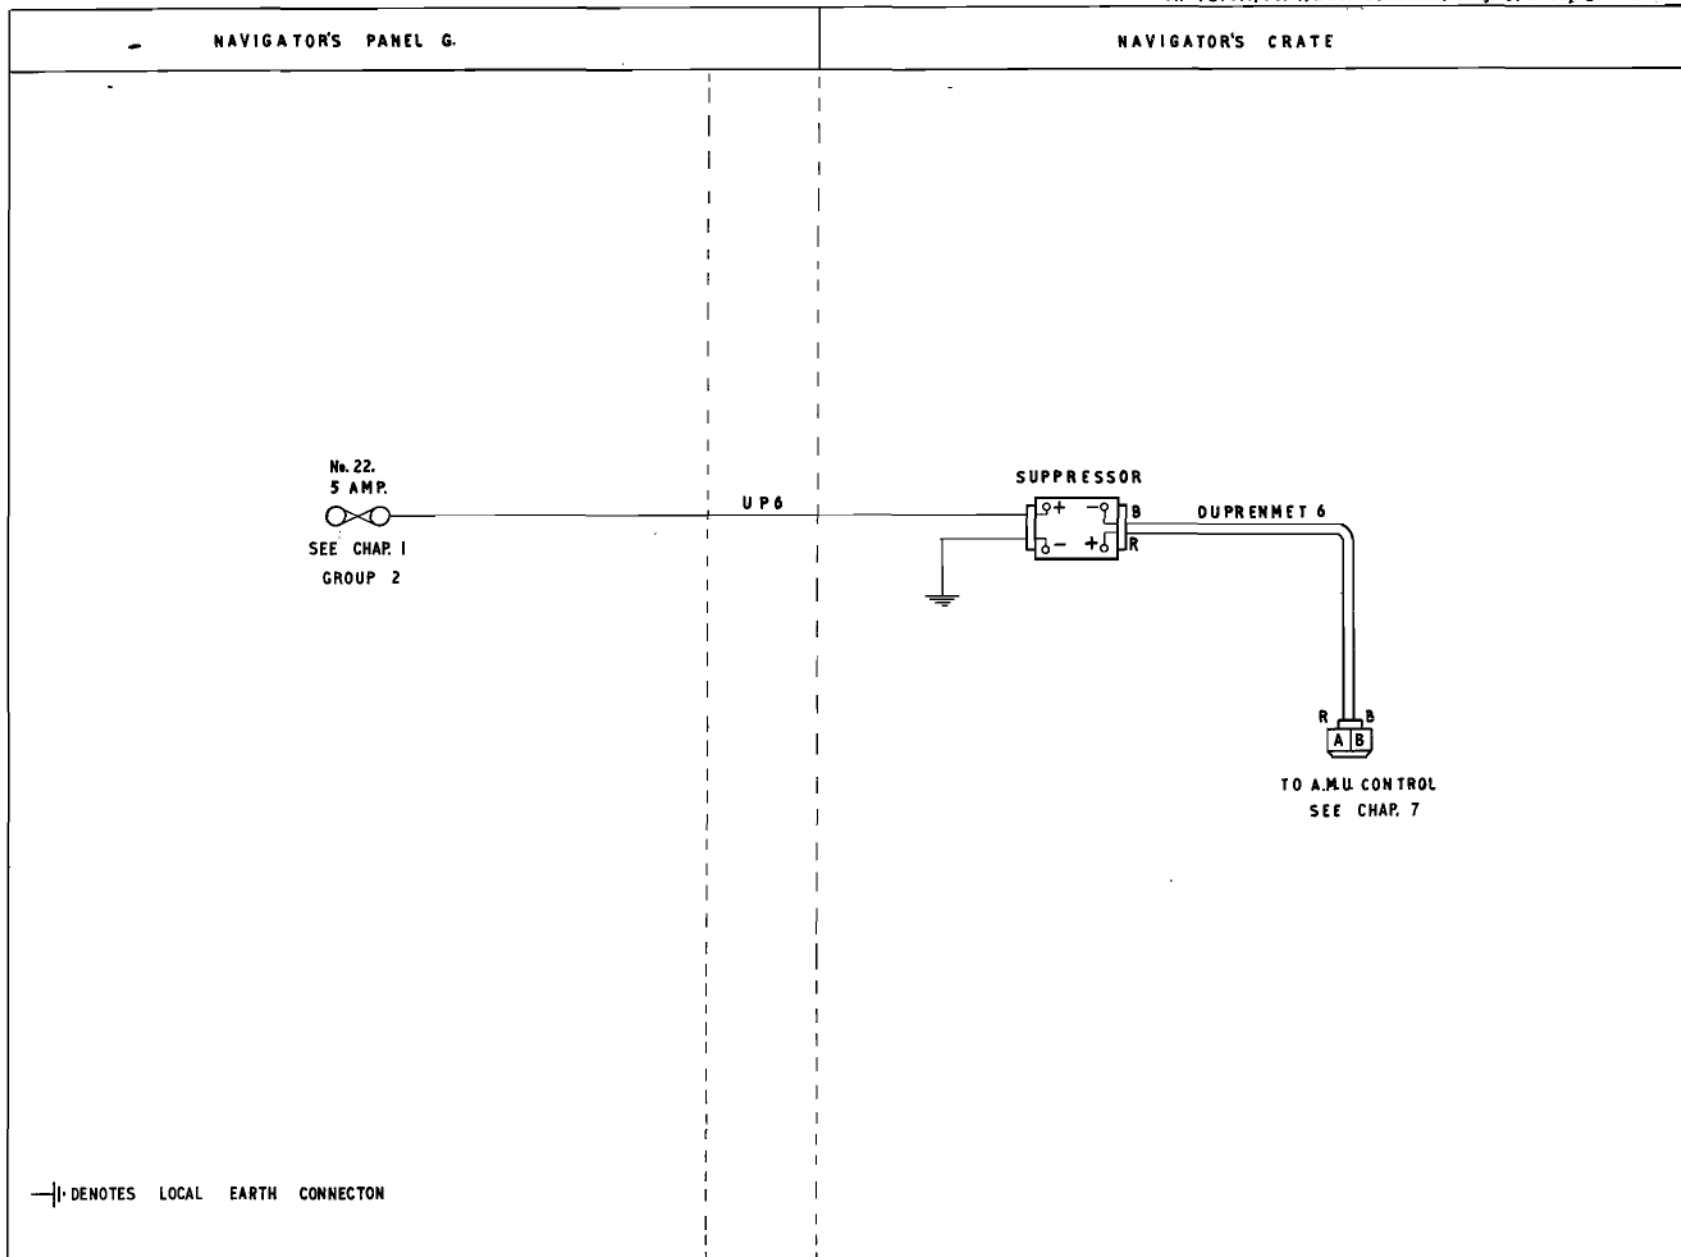 NAVIGATOR'S PANEL G.
NAVIGATOR'S CRATE
No. 22.
5 AMP.
SEE CHAP. 1
GROUP 2
UP6
SUPPRESSOR
+ - B
- + R
DUPRENMET 6
R B
A B
TO A.M.U. CONTROL
SEE CHAP. 7
DENOTES LOCAL EARTH CONNECTON